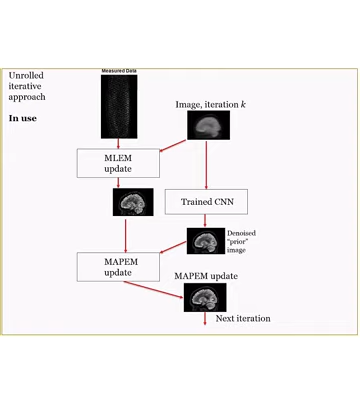 Unrolled
iterative
approach
In use
Measured Data
Image, iteration k
MLEM
update
Trained CNN
Denoised
"prior"
image
MAPEM
update
MAPEM update
Next iteration